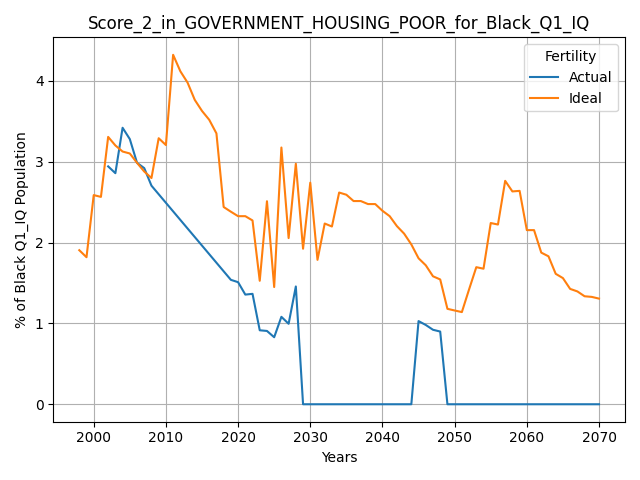 Score_2_in_GOVERNMENT_HOUSING_POOR_for_Black_Q1_IQ
% of Black Q1_IQ Population
4
3
2
1
0
Fertility
Actual
Ideal
2000 2010 2020 2030 2040 2050 2060 2070
Years